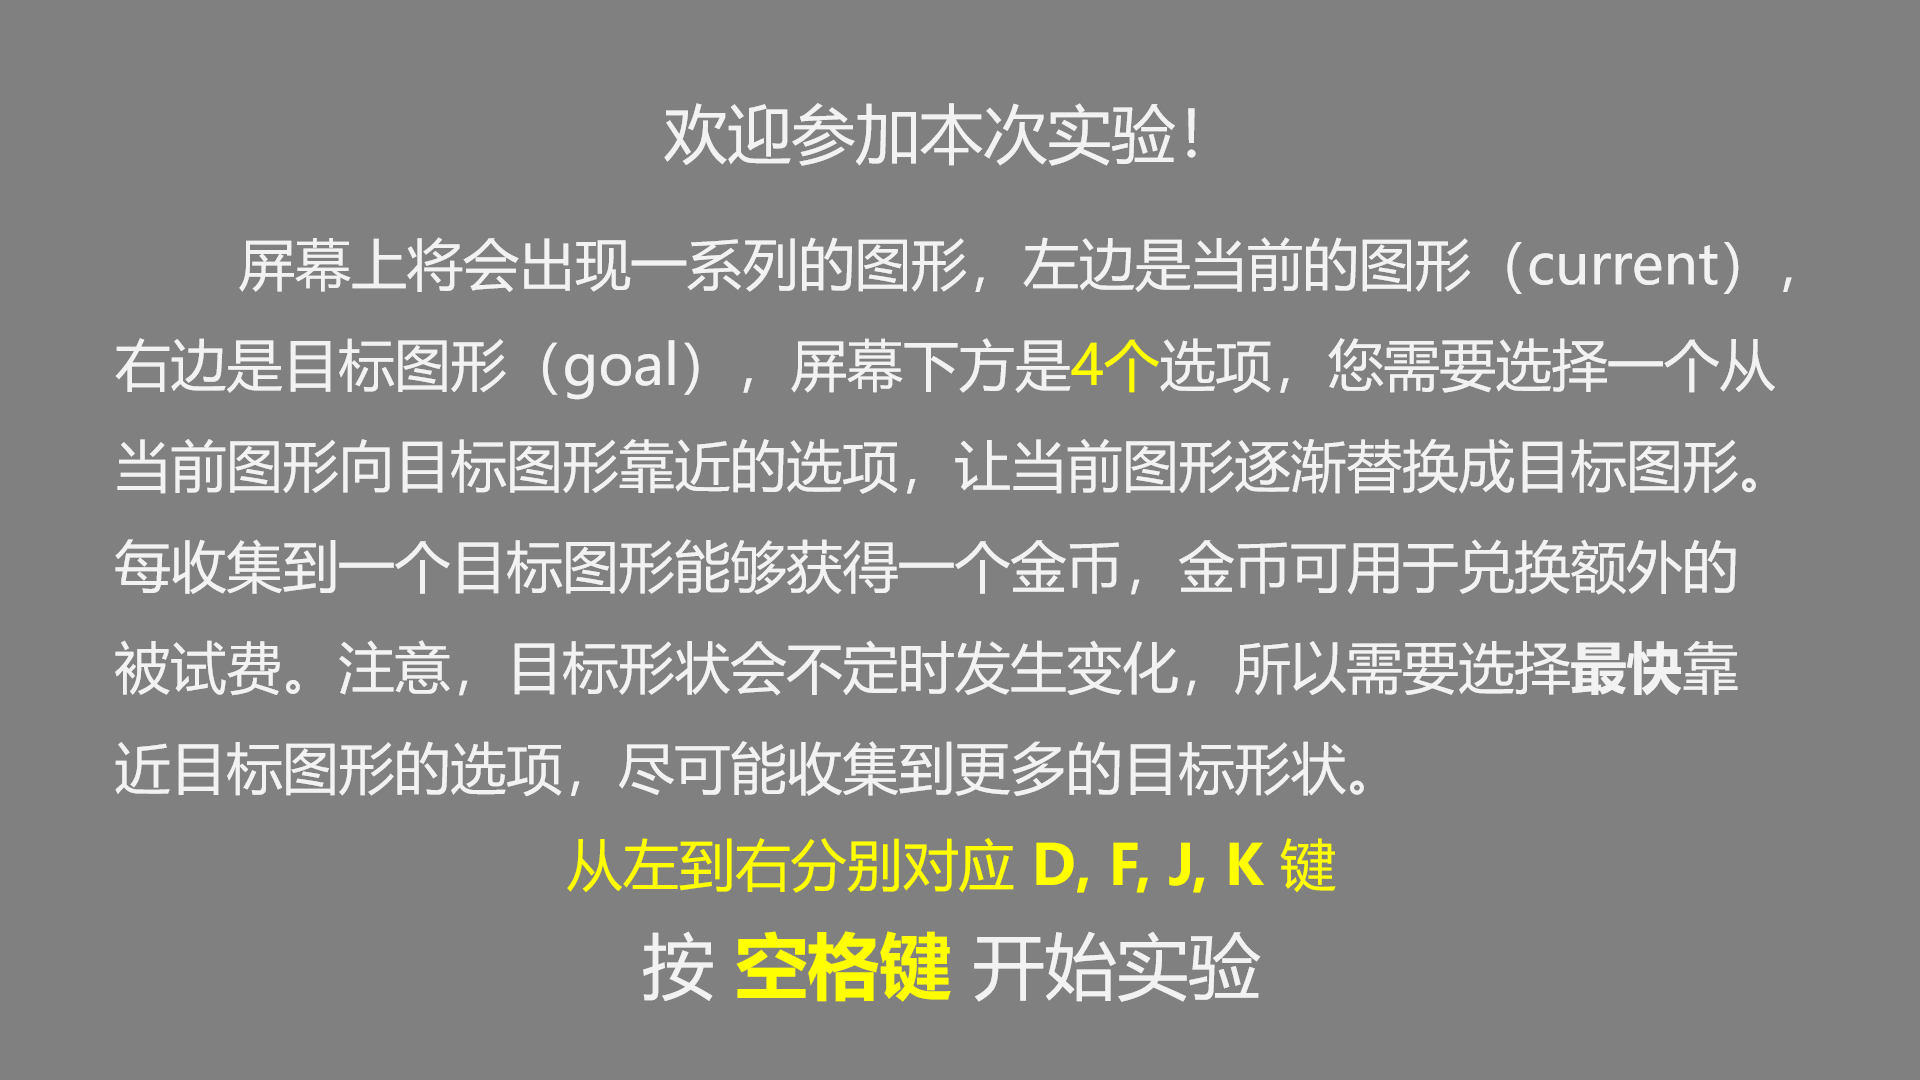 欢迎参加本次实验！
屏幕上将会出现一系列的图形，左边是当前的图形（current），
右边是目标图形（goal），屏幕下方是4个选项，您需要选择一个从
当前图形向目标图形靠近的选项，让当前图形逐渐替换成目标图形。
每收集到一个目标图形能够获得一个金币，金币可用于兑换额外的
被试费。注意，目标形状会不定时发生变化，所以需要选择最快靠
近目标图形的选项，尽可能收集到更多的目标形状。
从左到右分别对应 D, F, J, K 键
按 空格键 开始实验